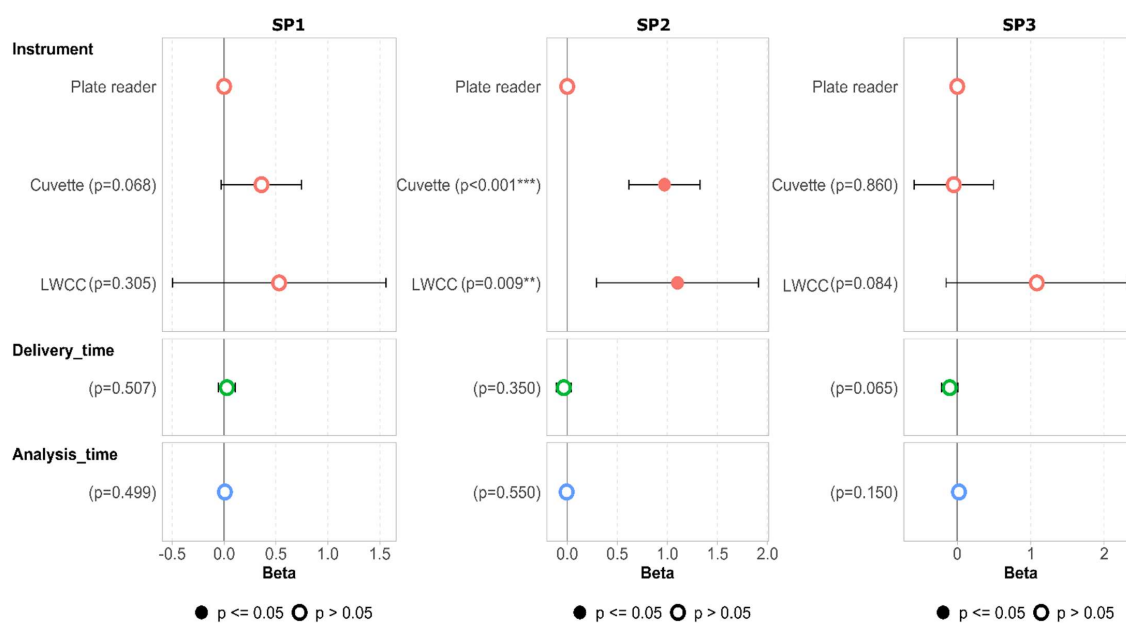 SP1 SP2 SP3
Instrument
Plate reader Plate reader Plate reader
Cuvette (p=0.068) Cuvette (p<0.001***) Cuvette (p=0.860)
LWCC (p=0.305) LWCC (p=0.009**) LWCC (p=0.084)
Delivery_time
(p=0.507) (p=0.350) (p=0.065)
Analysis_time
(p=0.499) (p=0.550) (p=0.150)
-0.5 0.0 0.5 1.0 1.5 0.0 0.5 1.0 1.5 2.0 0 2
Beta Beta Beta
p <= 0.05 p > 0.05 p <= 0.05 p > 0.05 p <= 0.05 p > 0.05